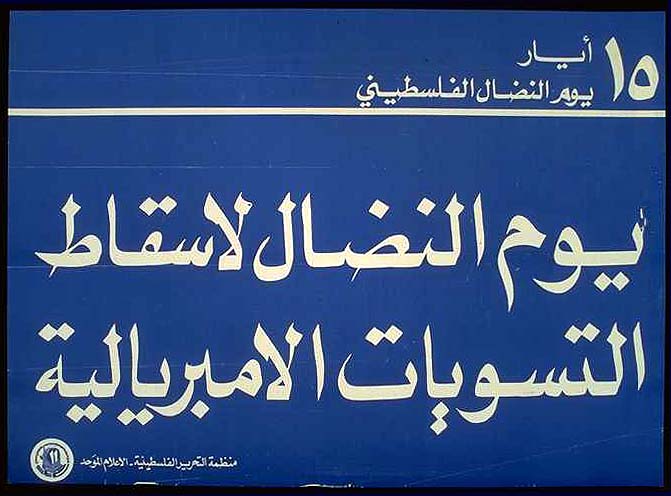 ١٥ أيار
يوم النضال الفلسطيني
يوم النضال لاسقاط
التسويات الامبريالية
منظمة التحرير الفلسطينية - الاعلام الموحد